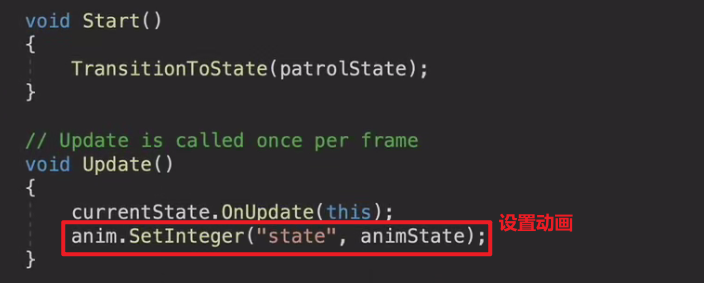 void Start()
{
TransitionToState(patrolState);
}
// Update is called once per frame
void Update()
{
currentState.OnUpdate(this);
anim.SetInteger("state", animState); 设置动画
}